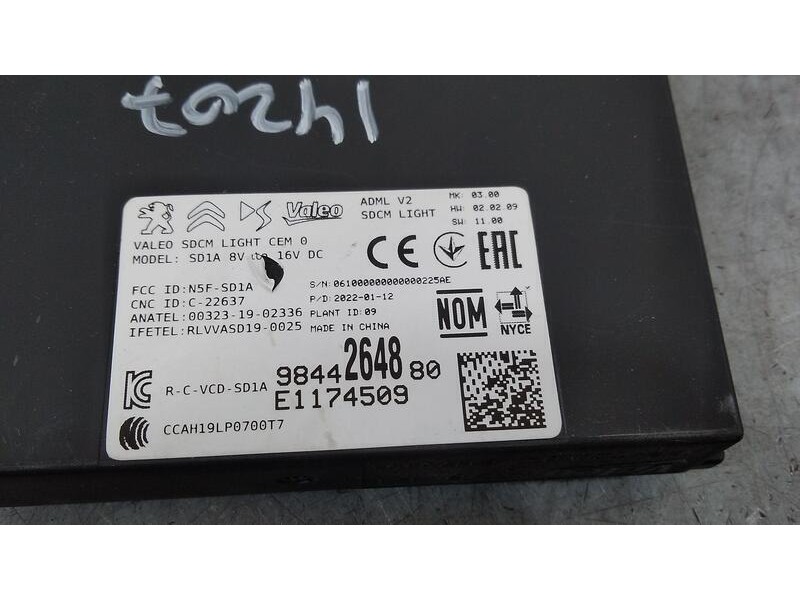 14207
Valeo
ADML V2
SDCM LIGHT
MK: 03.00
HW: 02.02.09
SW: 11.00
VALEO SDCM LIGHT CEM 0
MODEL: SD1A 8V to 16V DC
CE
EAC
FCC ID:N5F-SD1A
CNC ID:C-22637
ANATEL:00323-19-02336
IFETEL:RLVVASD19-0025
S/N:061000000000000225AE
P/D:2022-01-12
PLANT ID:09
MADE IN CHINA
NOM
NYCE
R-C-VCD-SD1A
9844264880
E1174509
CCAH19LP0700T7